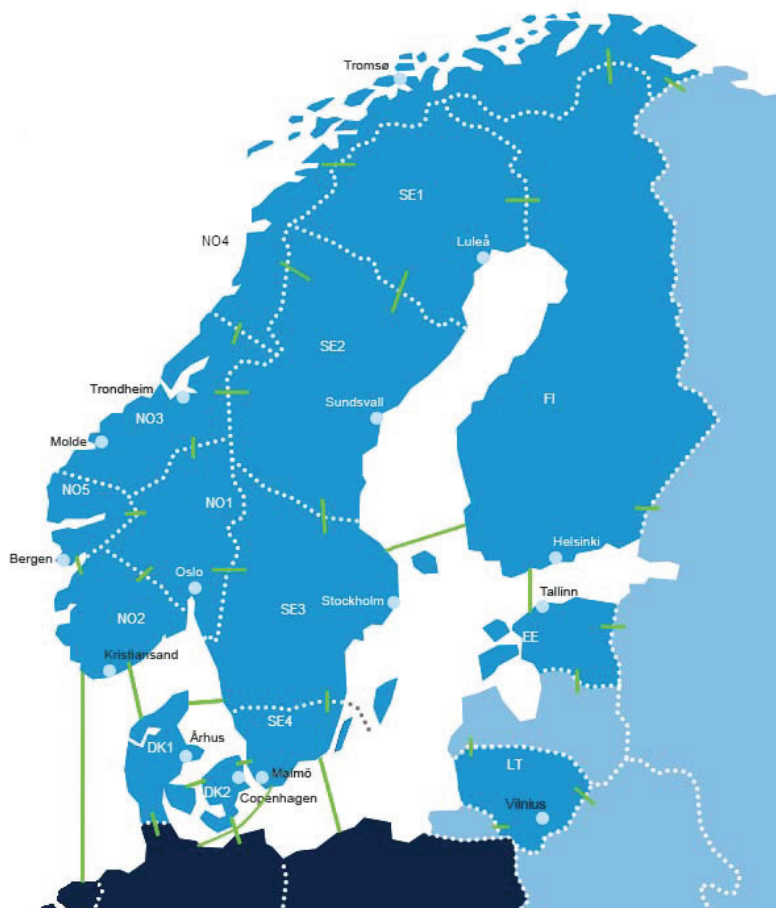 Tromsø
SE1
NO4
Luleå
SE2
Trondheim
Sundsvall
FI
NO3
Molde
NO5
NO1
Bergen
Helsinki
Oslo
Stockholm
Tallinn
SE3
NO2
EE
Kristiansand
SE4
Århus
DK1
LT
Malmö
DK2
Copenhagen
Vilnius